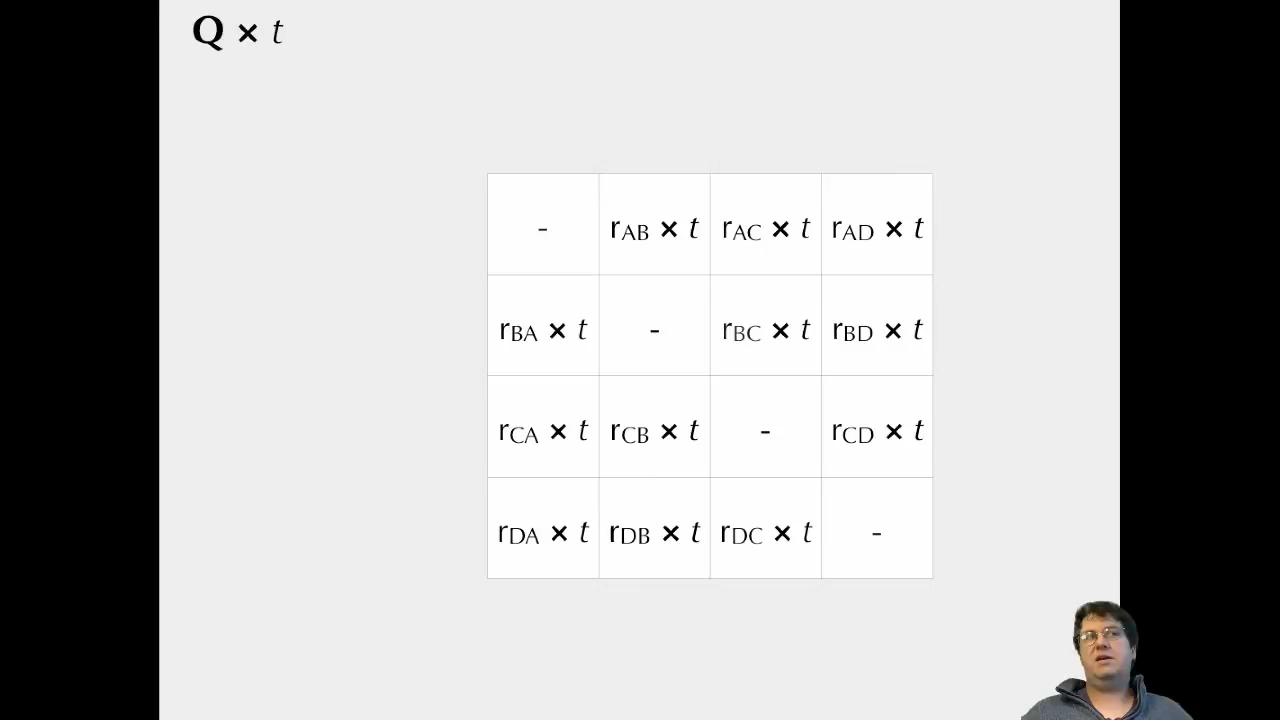 Q × t
- rAB × t rAC × t rAD × t
rBA × t - rBC × t rBD × t
rCA × t rCB × t - rCD × t
rDA × t rDB × t rDC × t -